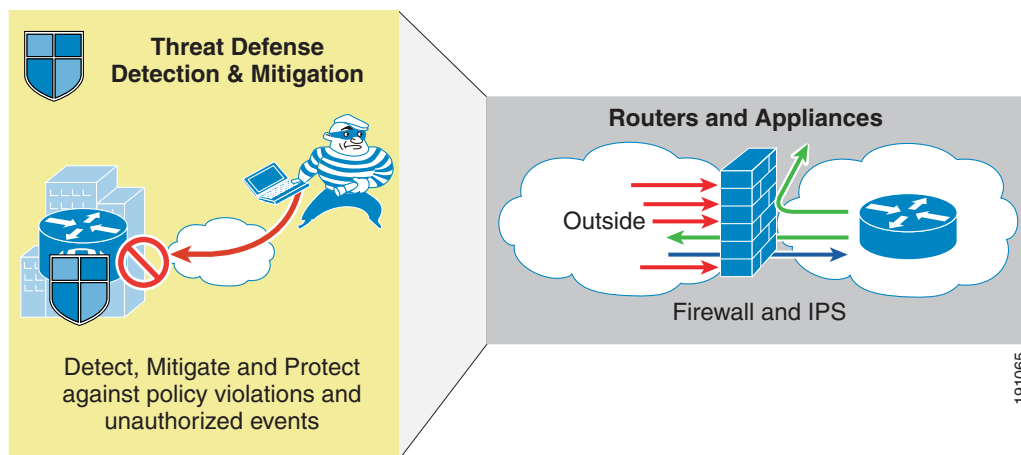 Threat Defense
Detection & Mitigation
Detect, Mitigate and Protect
against policy violations and
unauthorized events
Routers and Appliances
Outside
Firewall and IPS
191065